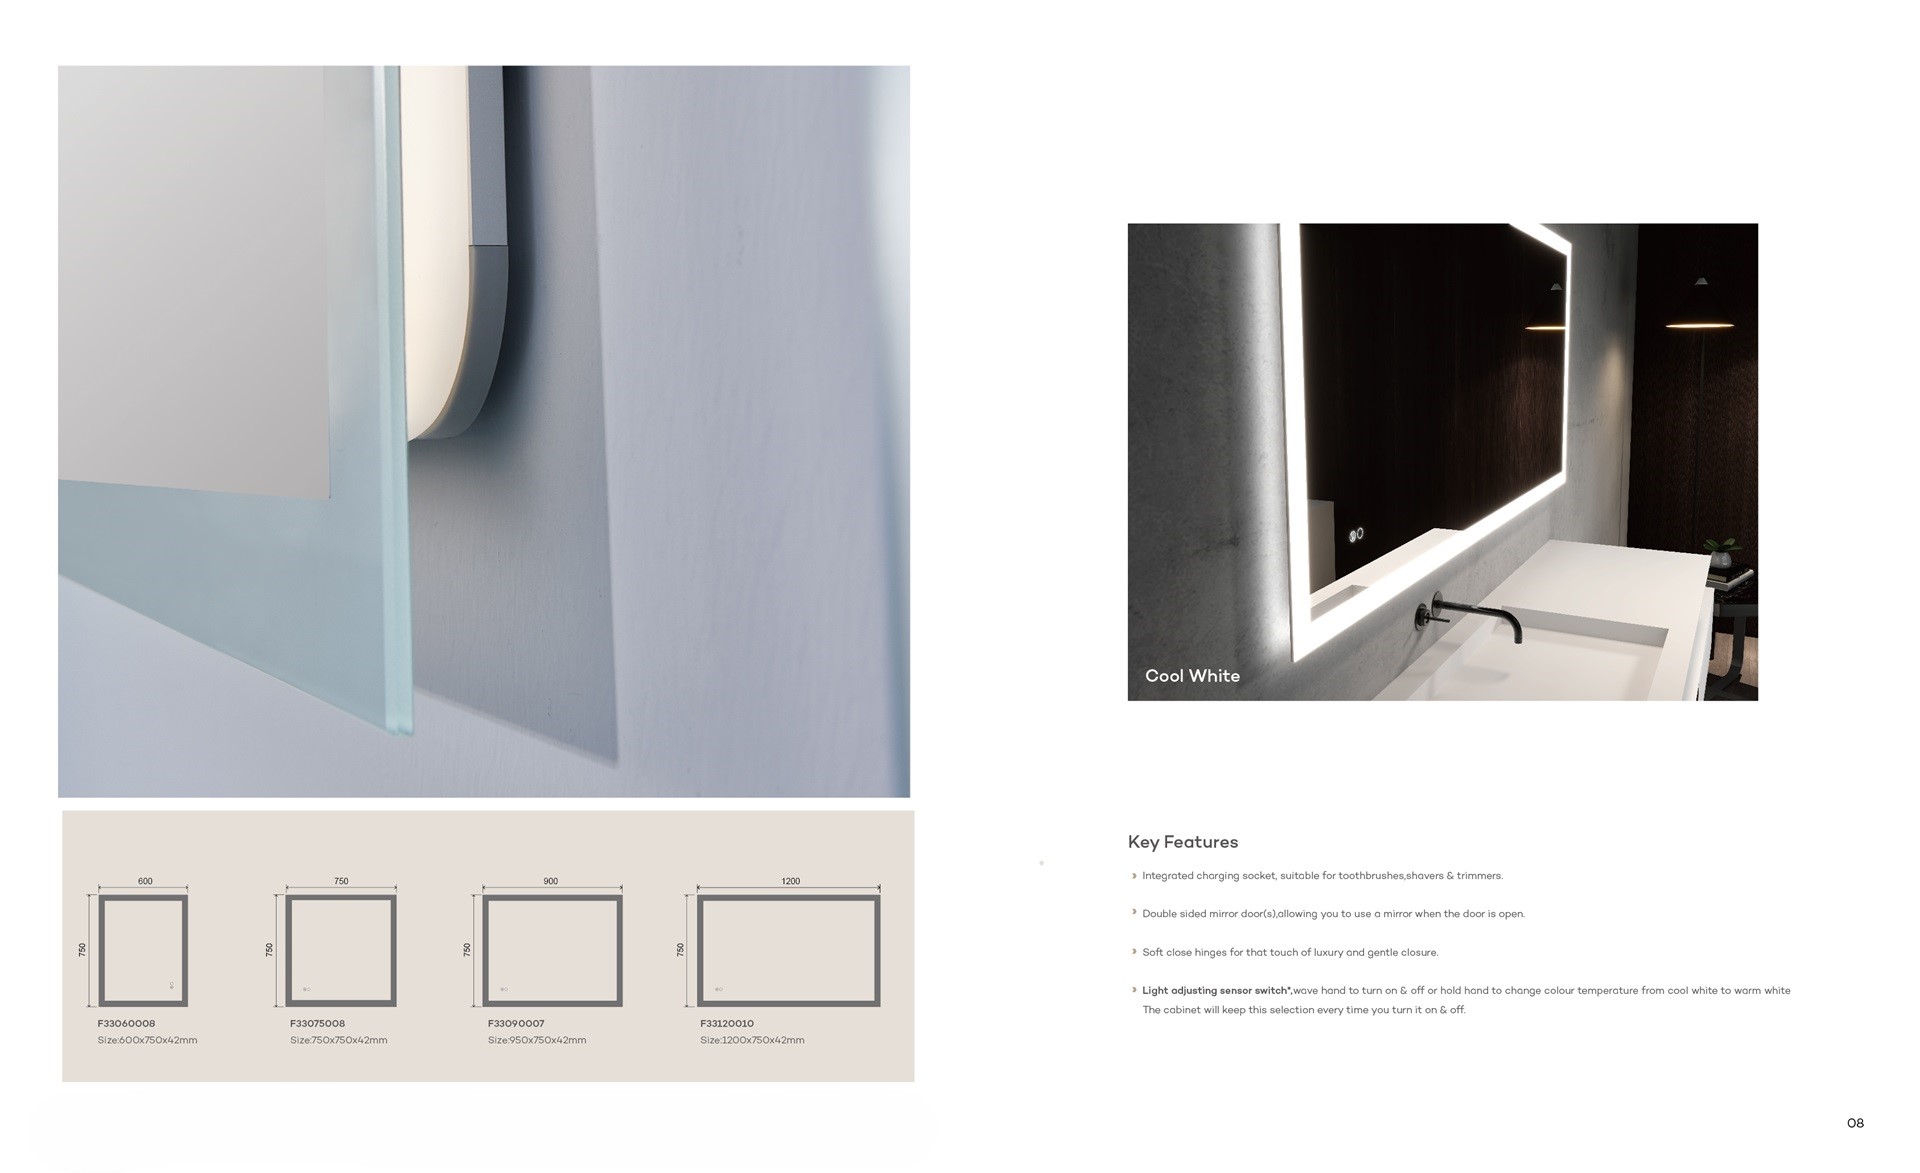 Cool White
600
750
F33060008
Size:600x750x42mm
750
750
F33075008
Size:750x750x42mm
900
750
F33090007
Size:950x750x42mm
1200
750
F33120010
Size:1200x750x42mm
Key Features
Integrated charging socket, suitable for toothbrushes,shavers & trimmers.
Double sided mirror door(s),allowing you to use a mirror when the door is open.
Soft close hinges for that touch of luxury and gentle closure.
Light adjusting sensor switch*,wave hand to turn on & off or hold hand to change colour temperature from cool white to warm white
The cabinet will keep this selection every time you turn it on & off.
08